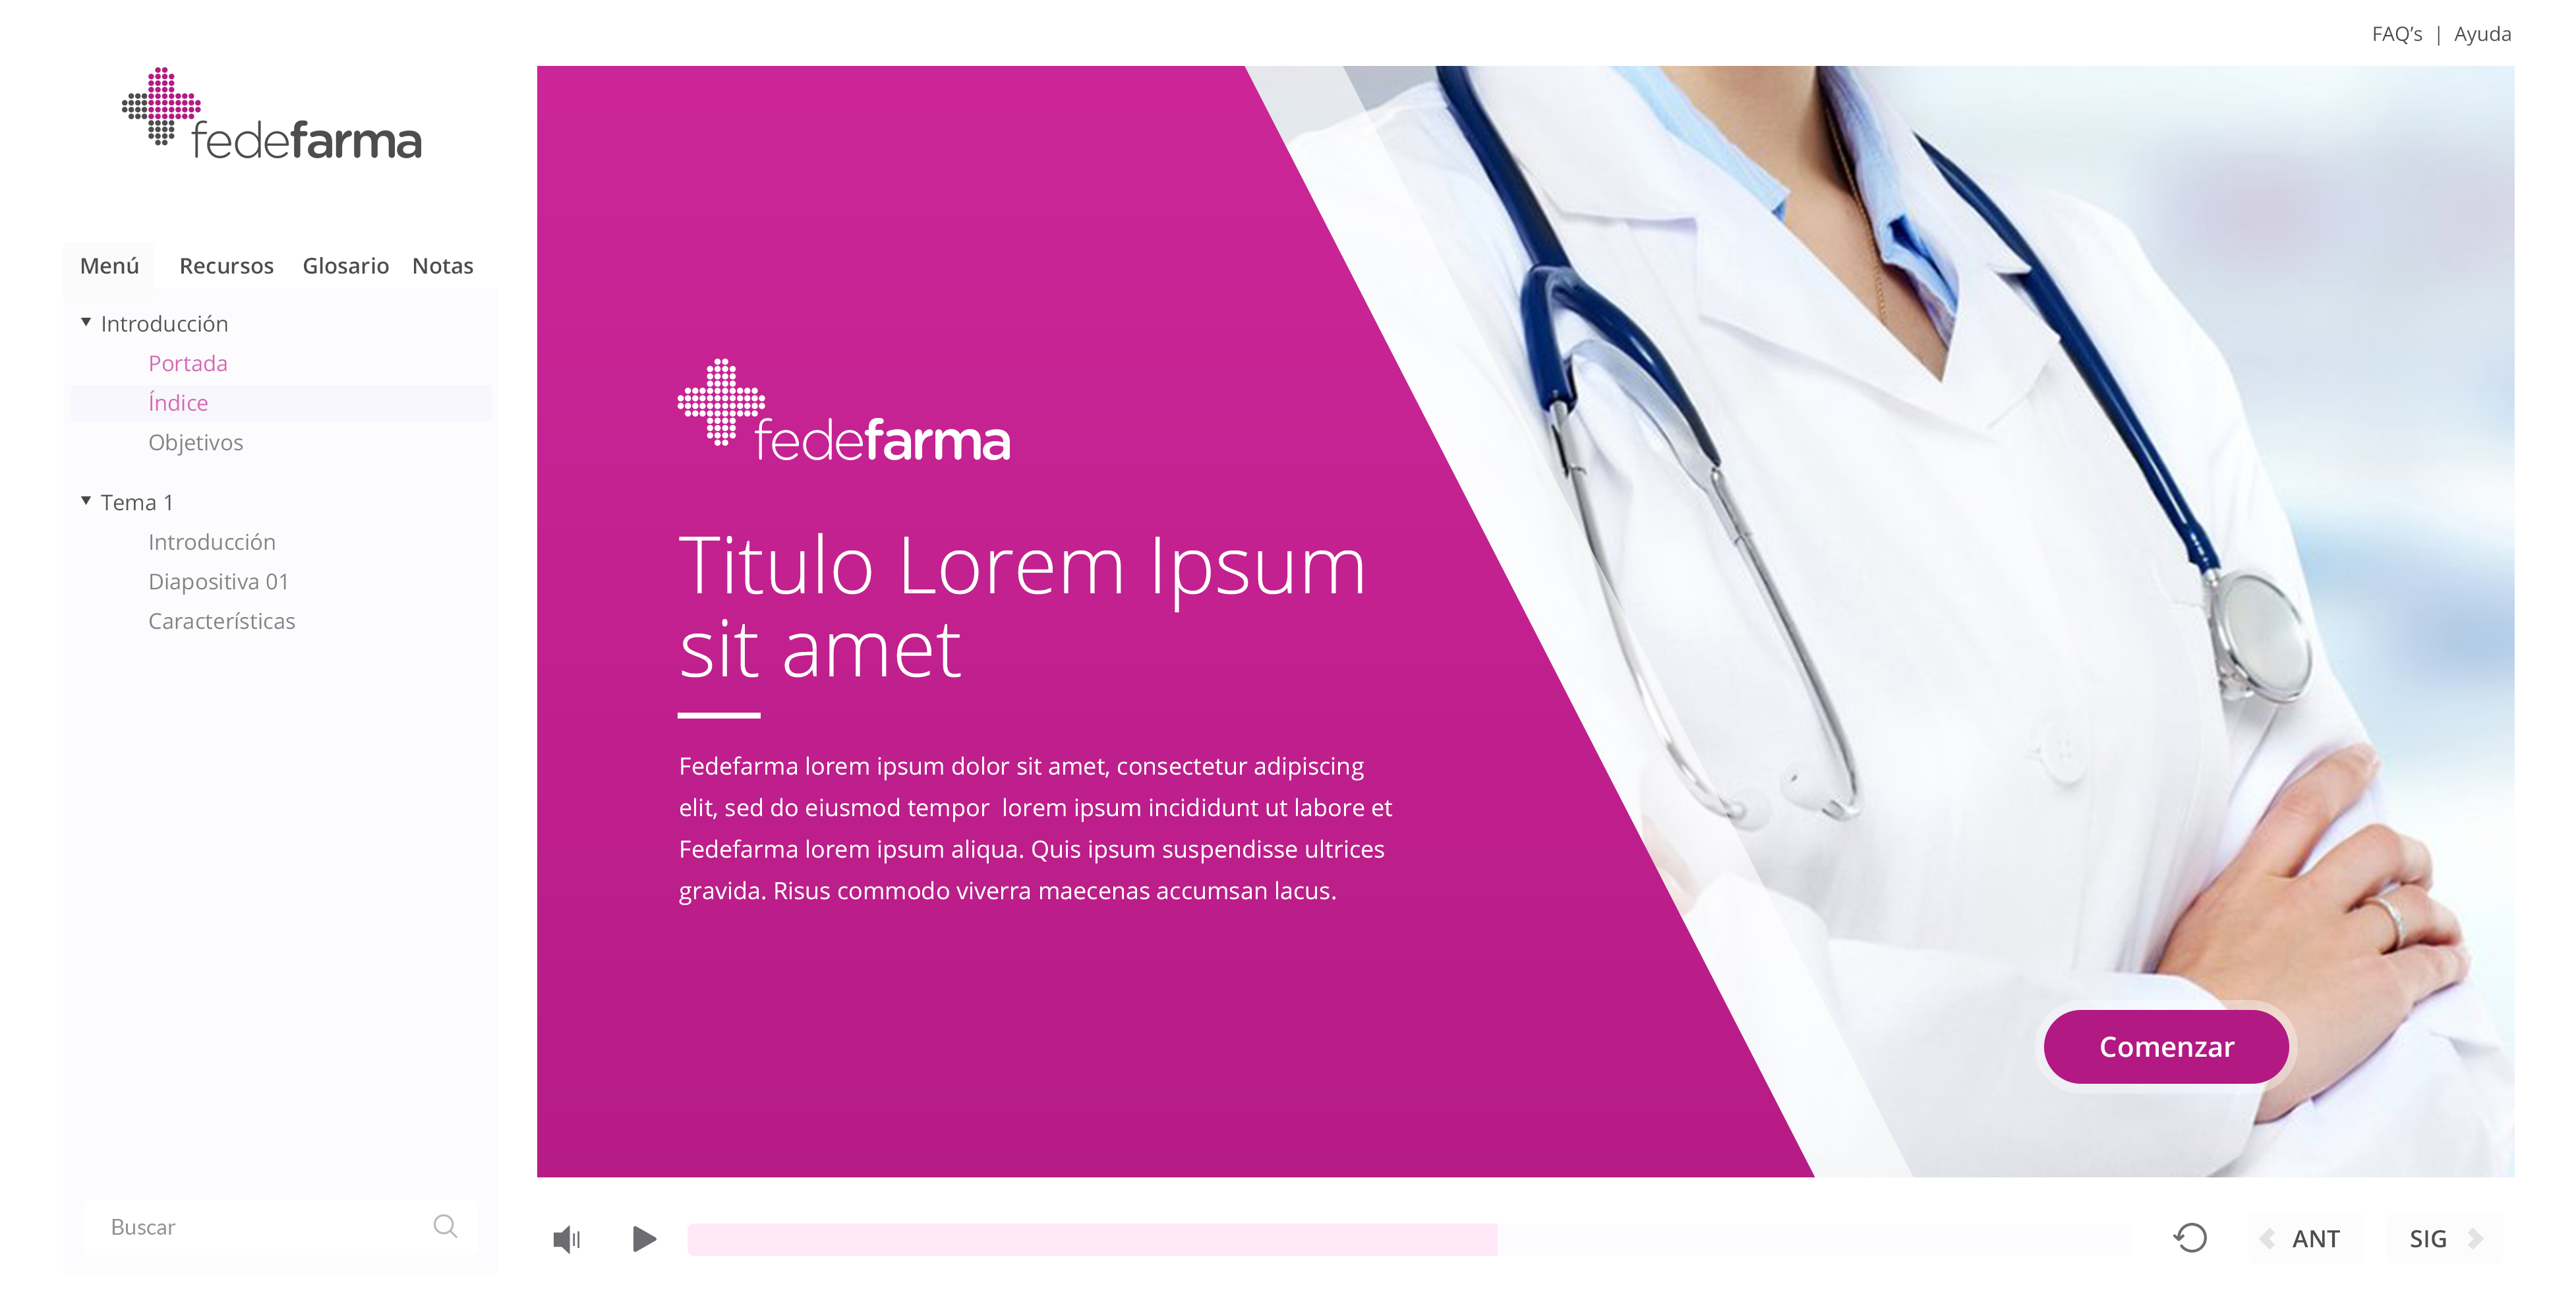 FAQ’s | Ayuda
fedefarma
Menú Recursos Glosario Notas
Introducción
Portada
Índice
Objetivos
Tema 1
Introducción
Diapositiva 01
Características
Buscar
fedefarma
Titulo Lorem Ipsum
sit amet
Fedefarma lorem ipsum dolor sit amet, consectetur adipiscing
elit, sed do eiusmod tempor  lorem ipsum incididunt ut labore et
Fedefarma lorem ipsum aliqua. Quis ipsum suspendisse ultrices
gravida. Risus commodo viverra maecenas accumsan lacus.
Comenzar
ANT SIG